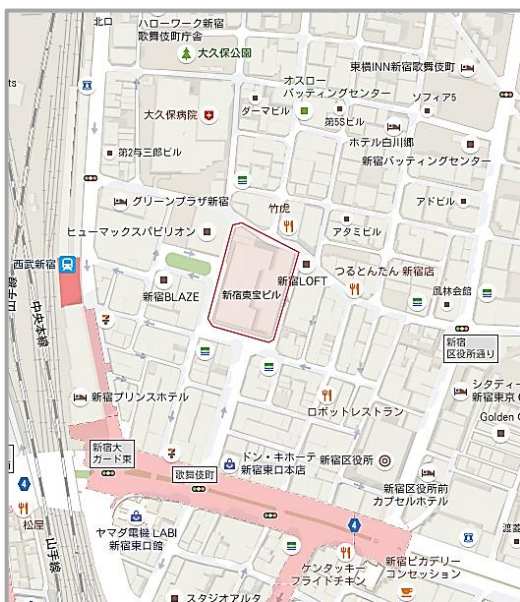 北口
ハローワーク新宿
歌舞伎町庁舎
大久保公園
東横INN新宿歌舞伎町
ts
オスロー
バッティングセンター
ソフィア5
大久保病院
ダーマビル
第5Sビル
ホテル白川郷
第2与三郎ビル
新宿バッティングセンター
グリーンプラザ新宿
竹虎
アドビル
ヒューマックスパビリオン
アタミビル
西武新宿
新宿LOFT
つるとんたん 新宿店
新宿BLAZE
新宿東宝ビル
風林会館
山手線
中央本線
新宿
区役所通り
新宿プリンスホテル
ロボットレストラン
シタディー
新宿東京
Golden
新宿大
ガード東
歌舞伎町
ドン・キホーテ
新宿東口本店
新宿区役所
新宿区役所前
カプセルホテル
4
4
松屋
ヤマダ電機 LABI
新宿東口館
山手線
ケンタッキー
フライドチキン
新宿ピカデリー
コンセッション
スタジオアルタ